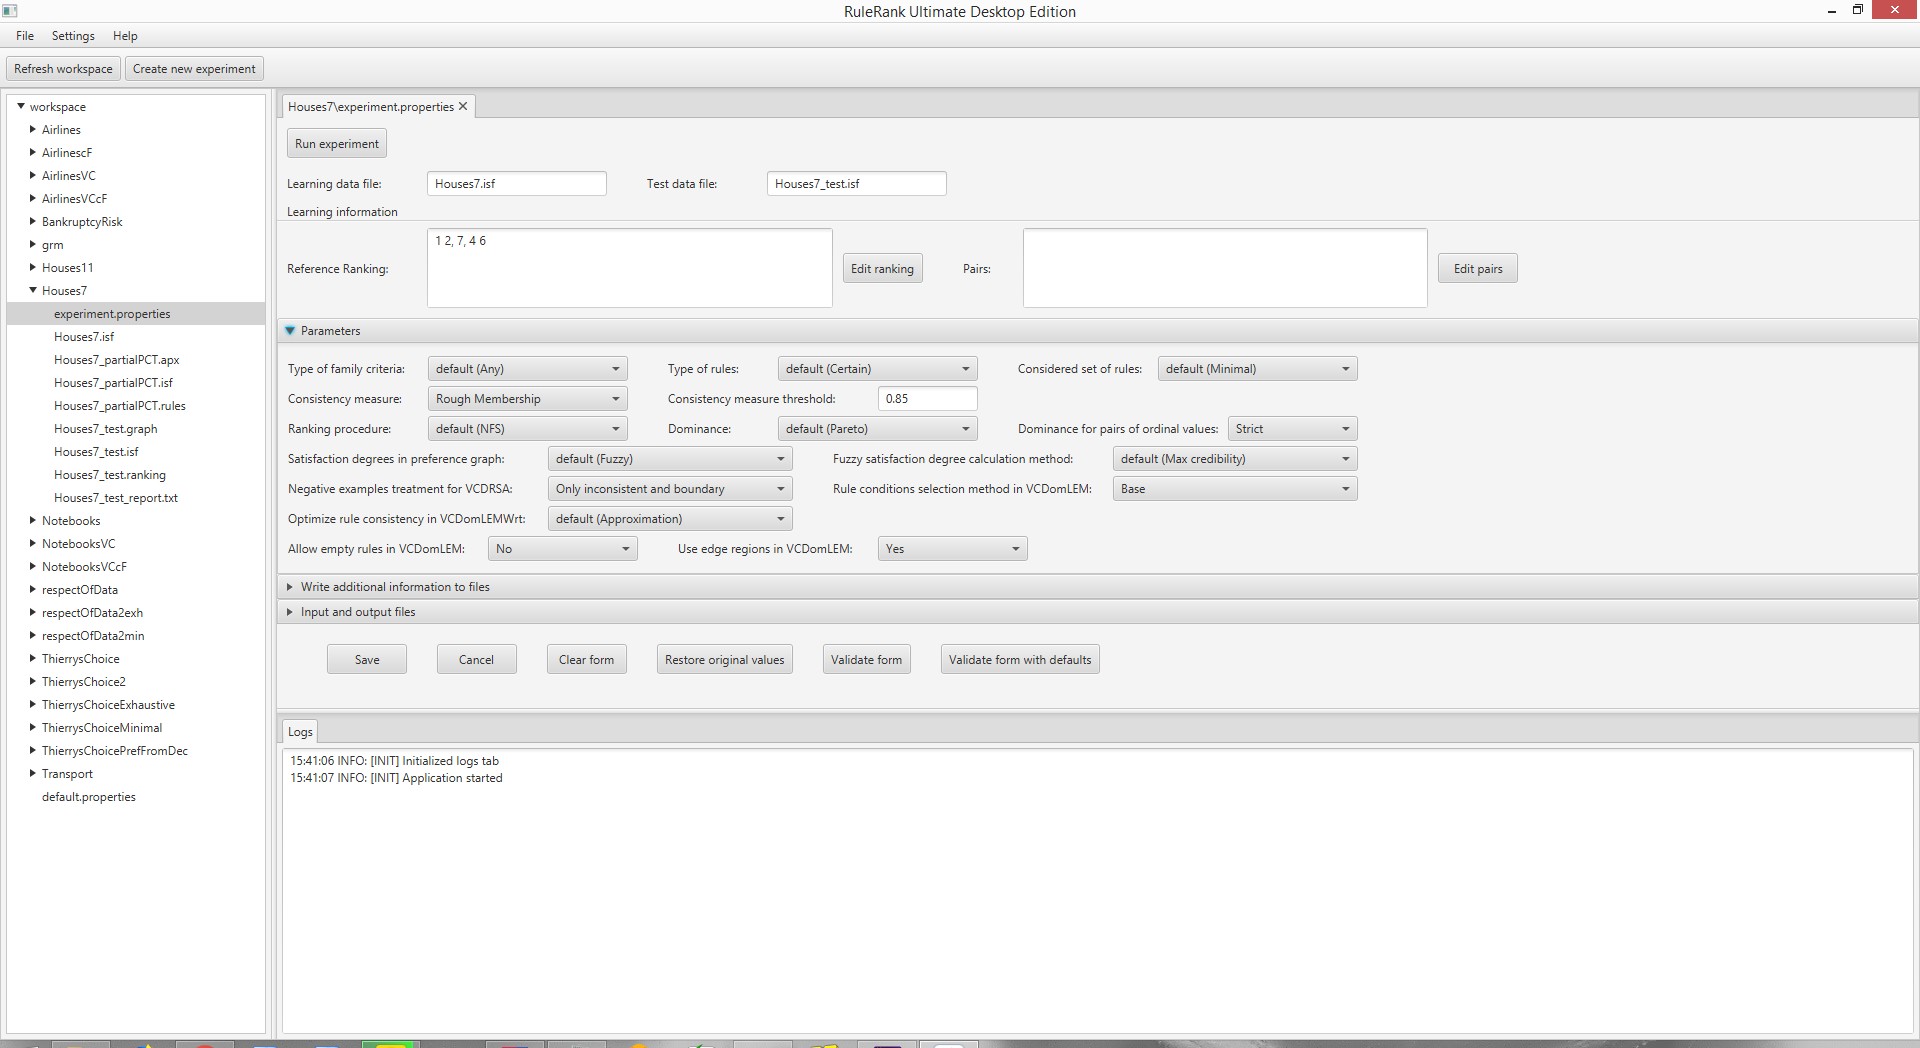 RuleRank Ultimate Desktop Edition
File Settings Help
Refresh workspace Create new experiment
workspace
Airlines
AirlinescF
AirlinesVC
AirlinesVCcF
BankruptcyRisk
grm
Houses11
Houses7
experiment.properties
Houses7.isf
Houses7_partialPCT.apx
Houses7_partialPCT.isf
Houses7_partialPCT.rules
Houses7_test.graph
Houses7_test.isf
Houses7_test.ranking
Houses7_test_report.txt
Notebooks
NotebooksVC
NotebooksVCcF
respectOfData
respectOfData2exh
respectOfData2min
ThierrysChoice
ThierrysChoice2
ThierrysChoiceExhaustive
ThierrysChoiceMinimal
ThierrysChoicePrefFromDec
Transport
default.properties
Houses7\experiment.properties
Run experiment
Learning data file: Houses7.isf Test data file: Houses7_test.isf
Learning information
Reference Ranking: 1 2, 7, 4 6 Edit ranking Pairs: Edit pairs
Parameters
Type of family criteria: default (Any) Type of rules: default (Certain) Considered set of rules: default (Minimal)
Consistency measure: Rough Membership Consistency measure threshold: 0.85
Ranking procedure: default (NFS) Dominance: default (Pareto) Dominance for pairs of ordinal values: Strict
Satisfaction degrees in preference graph: default (Fuzzy) Fuzzy satisfaction degree calculation method: default (Max credibility)
Negative examples treatment for VCDRSA: Only inconsistent and boundary Rule conditions selection method in VCDomLEM: Base
Optimize rule consistency in VCDomLEMWrt: default (Approximation)
Allow empty rules in VCDomLEM: No Use edge regions in VCDomLEM: Yes
Write additional information to files
Input and output files
Save Cancel Clear form Restore original values Validate form Validate form with defaults
Logs
15:41:06 INFO: [INIT] Initialized logs tab
15:41:07 INFO: [INIT] Application started